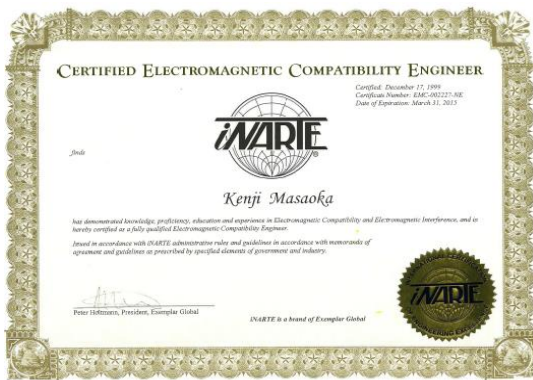 CERTIFIED ELECTROMAGNETIC COMPATIBILITY ENGINEER
Certified: December 17, 1999
Certificate Number: EMC-002227-NE
Date of Expiration: March 31, 2015
iNARTE
®
finds
Kenji Masaoka
has demonstrated knowledge, proficiency, education and experience in Electromagnetic Compatibility and Electromagnetic Interference, and is
hereby certified as a fully qualified Electromagnetic Compatibility Engineer.
Issued in accordance with iNARTE administrative rules and guidelines in accordance with memoranda of
agreement and guidelines as prescribed by specified elements of government and industry.
Peter Holtmann, President, Exemplar Global
iNARTE is a brand of Exemplar Global
iNARTE